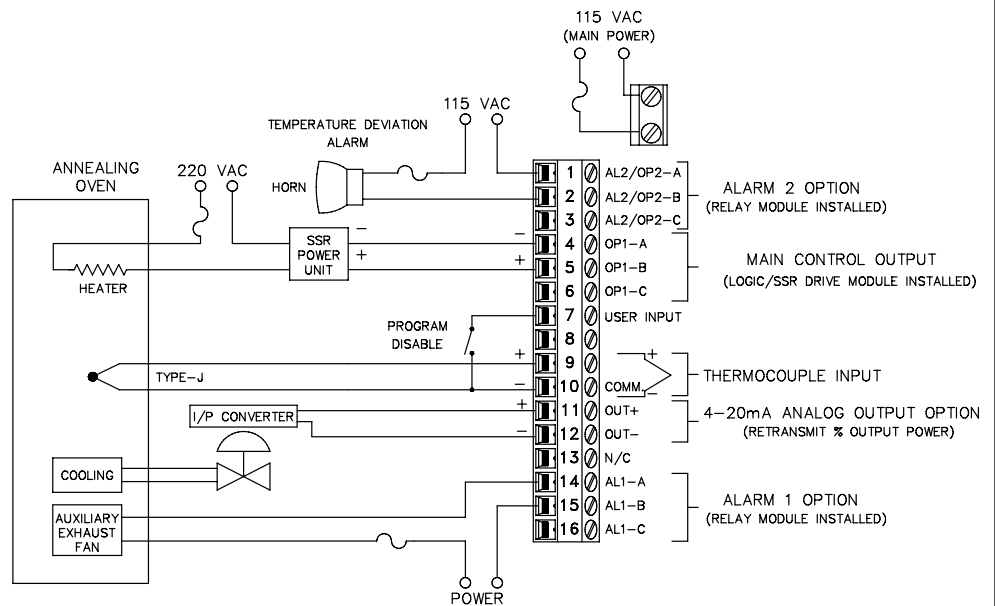 115 VAC
(MAIN POWER)
115 VAC
TEMPERATURE DEVIATION
ALARM
HORN
ANNEALING
OVEN
220 VAC
SSR
POWER
UNIT
−
+
HEATER
PROGRAM
DISABLE
TYPE-J
I/P CONVERTER
COOLING
AUXILIARY
EXHAUST
FAN
POWER
−
+
+
−
+
−
1 AL2/OP2-A
2 AL2/OP2-B
3 AL2/OP2-C
4 OP1-A
5 OP1-B
6 OP1-C
7 USER INPUT
8
9
10 COMM.
11 OUT+
12 OUT-
13 N/C
14 AL1-A
15 AL1-B
16 AL1-C
+
−
ALARM 2 OPTION
(RELAY MODULE INSTALLED)
MAIN CONTROL OUTPUT
(LOGIC/SSR DRIVE MODULE INSTALLED)
THERMOCOUPLE INPUT
4-20mA ANALOG OUTPUT OPTION
(RETRANSMIT % OUTPUT POWER)
ALARM 1 OPTION
(RELAY MODULE INSTALLED)